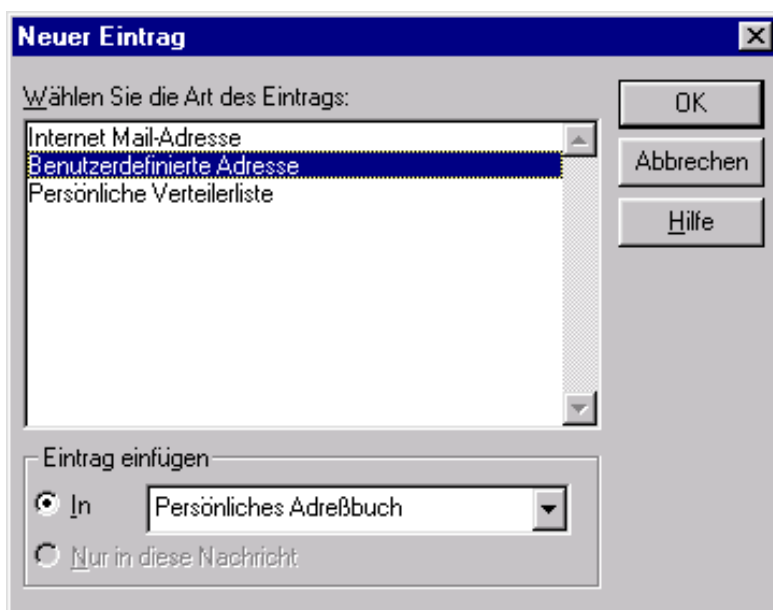 Neuer Eintrag
Wählen Sie die Art des Eintrags:
Internet Mail-Adresse
Benutzerdefinierte Adresse
Persönliche Verteilerliste
OK
Abbrechen
Hilfe
Eintrag einfügen
In
Persönliches Adreßbuch
Nur in diese Nachricht